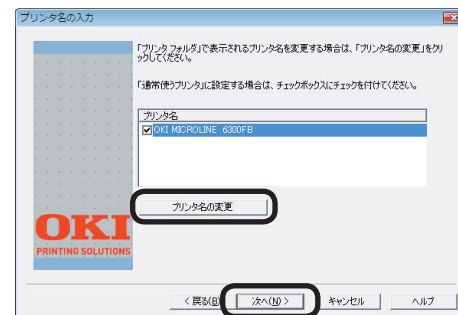 プリンタ名の入力
「プリンタ フォルダ」で表示されるプリンタ名を変更する場合は、「プリンタ名の変更」をクリ
ックしてください。
「通常使うプリンタ」に設定する場合は、チェックボックスにチェックを付けてください。
プリンタ名
OKI MICROLINE 6300FB
プリンタ名の変更
OKI
PRINTING SOLUTIONS
< 戻る(B)
次へ(N) >
キャンセル
ヘルプ